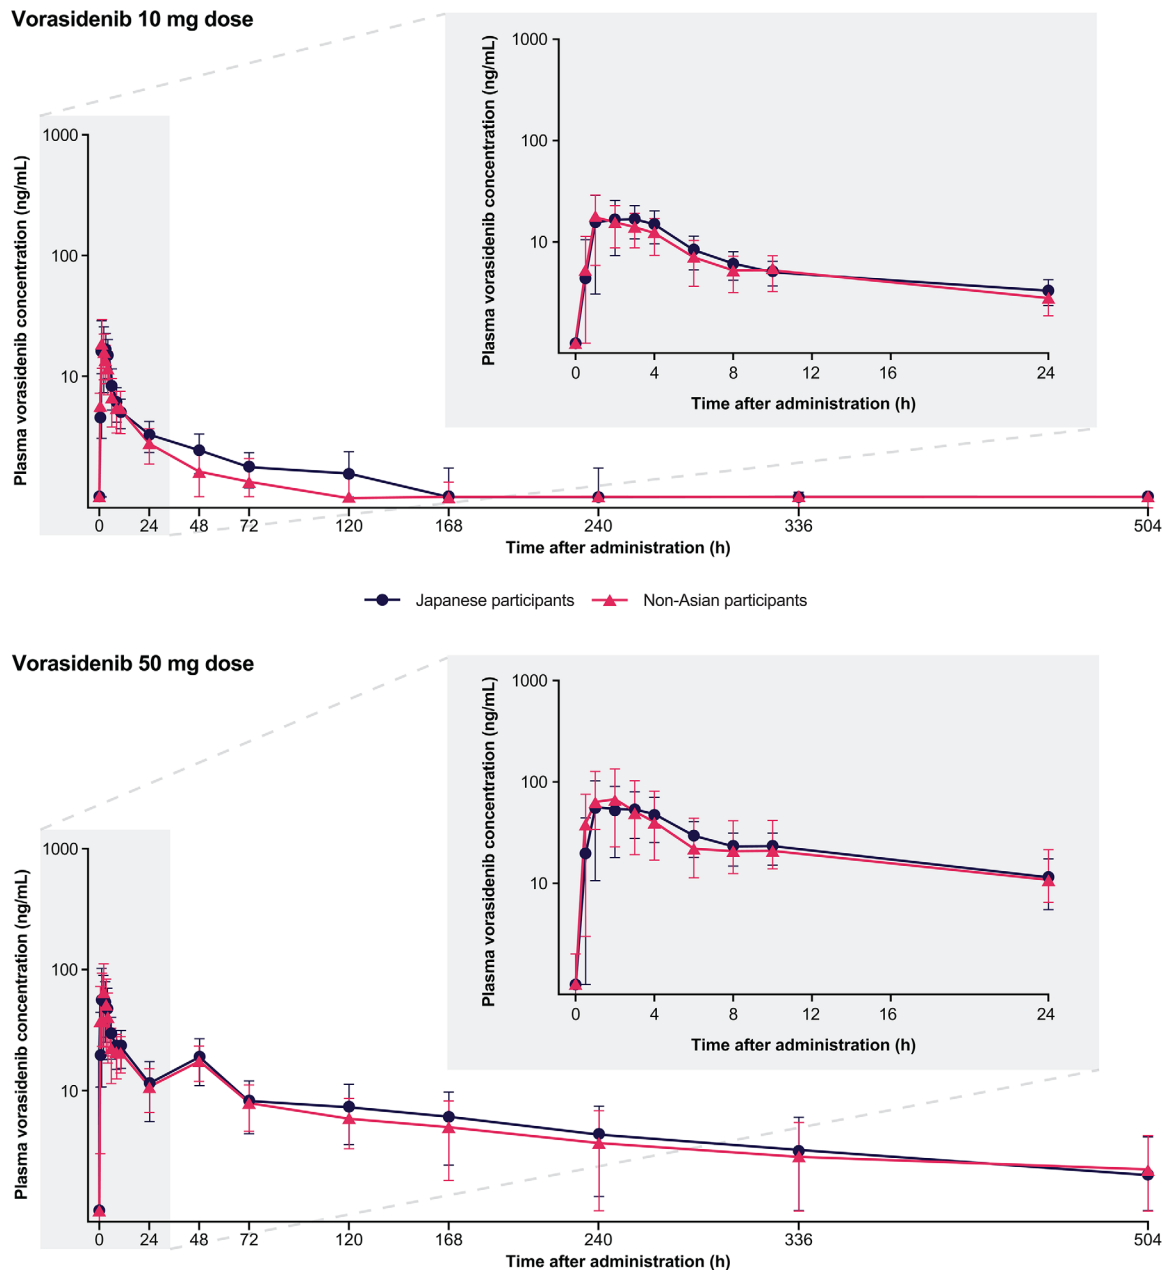 Vorasidenib 10 mg dose
Plasma vorasidenib concentration (ng/mL)
1000
100
10
0 4 8 12 16 24
Time after administration (h)
Plasma vorasidenib concentration (ng/mL)
1000
100
10
0 24 48 72 120 168 240 336 504
Time after administration (h)
Japanese participants Non-Asian participants
Vorasidenib 50 mg dose
Plasma vorasidenib concentration (ng/mL)
1000
100
10
0 4 8 12 16 24
Time after administration (h)
Plasma vorasidenib concentration (ng/mL)
1000
100
10
0 24 48 72 120 168 240 336 504
Time after administration (h)